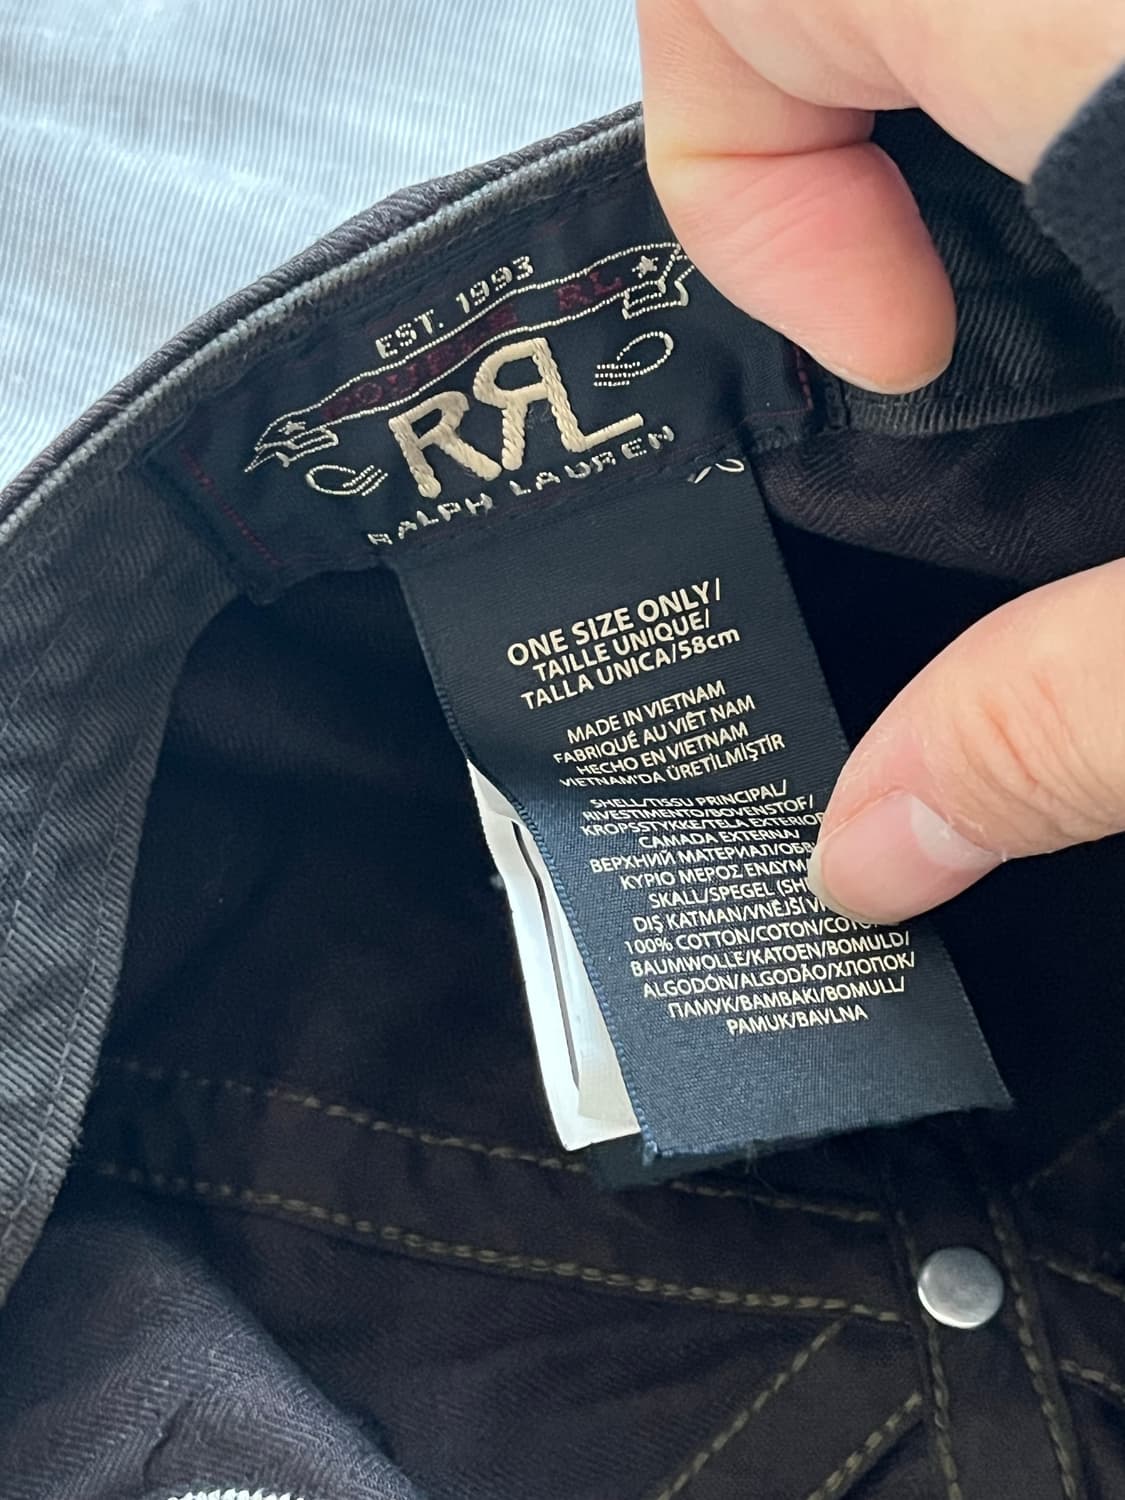 EST. 1993
DOUBLE RL
RRL
RALPH LAUREN
ONE SIZE ONLY/
TAILLE UNIQUE/
TALLA UNICA/58cm
MADE IN VIETNAM
FABRIQUÉ AU VIÊT NAM
HECHO EN VIETNAM
VIETNAM'DA ÜRETİLMİŞTİR
SHELL/TISSU PRINCIPAL/
RIVESTIMENTO/BOVENSTOF/
KROPSSTYKKE/TELA EXTERIOR
CAMADA EXTERNA/
ВЕРХНИЙ МАТЕРИАЛ/
ΚΥΡΙΟ ΜΕΡΟΣ
SKALL/SPEGEL
DIŞ KATMAN/VNĚJŠÍ
100% COTTON/COTON/
BAUMWOLLE/KATOEN/BOMULD/
ALGODÓN/ALGODÃO/ХЛОПОК/
ПАМУК/ΒΑΜΒΑΚΙ/BOMULL/
PAMUK/BAVLNA